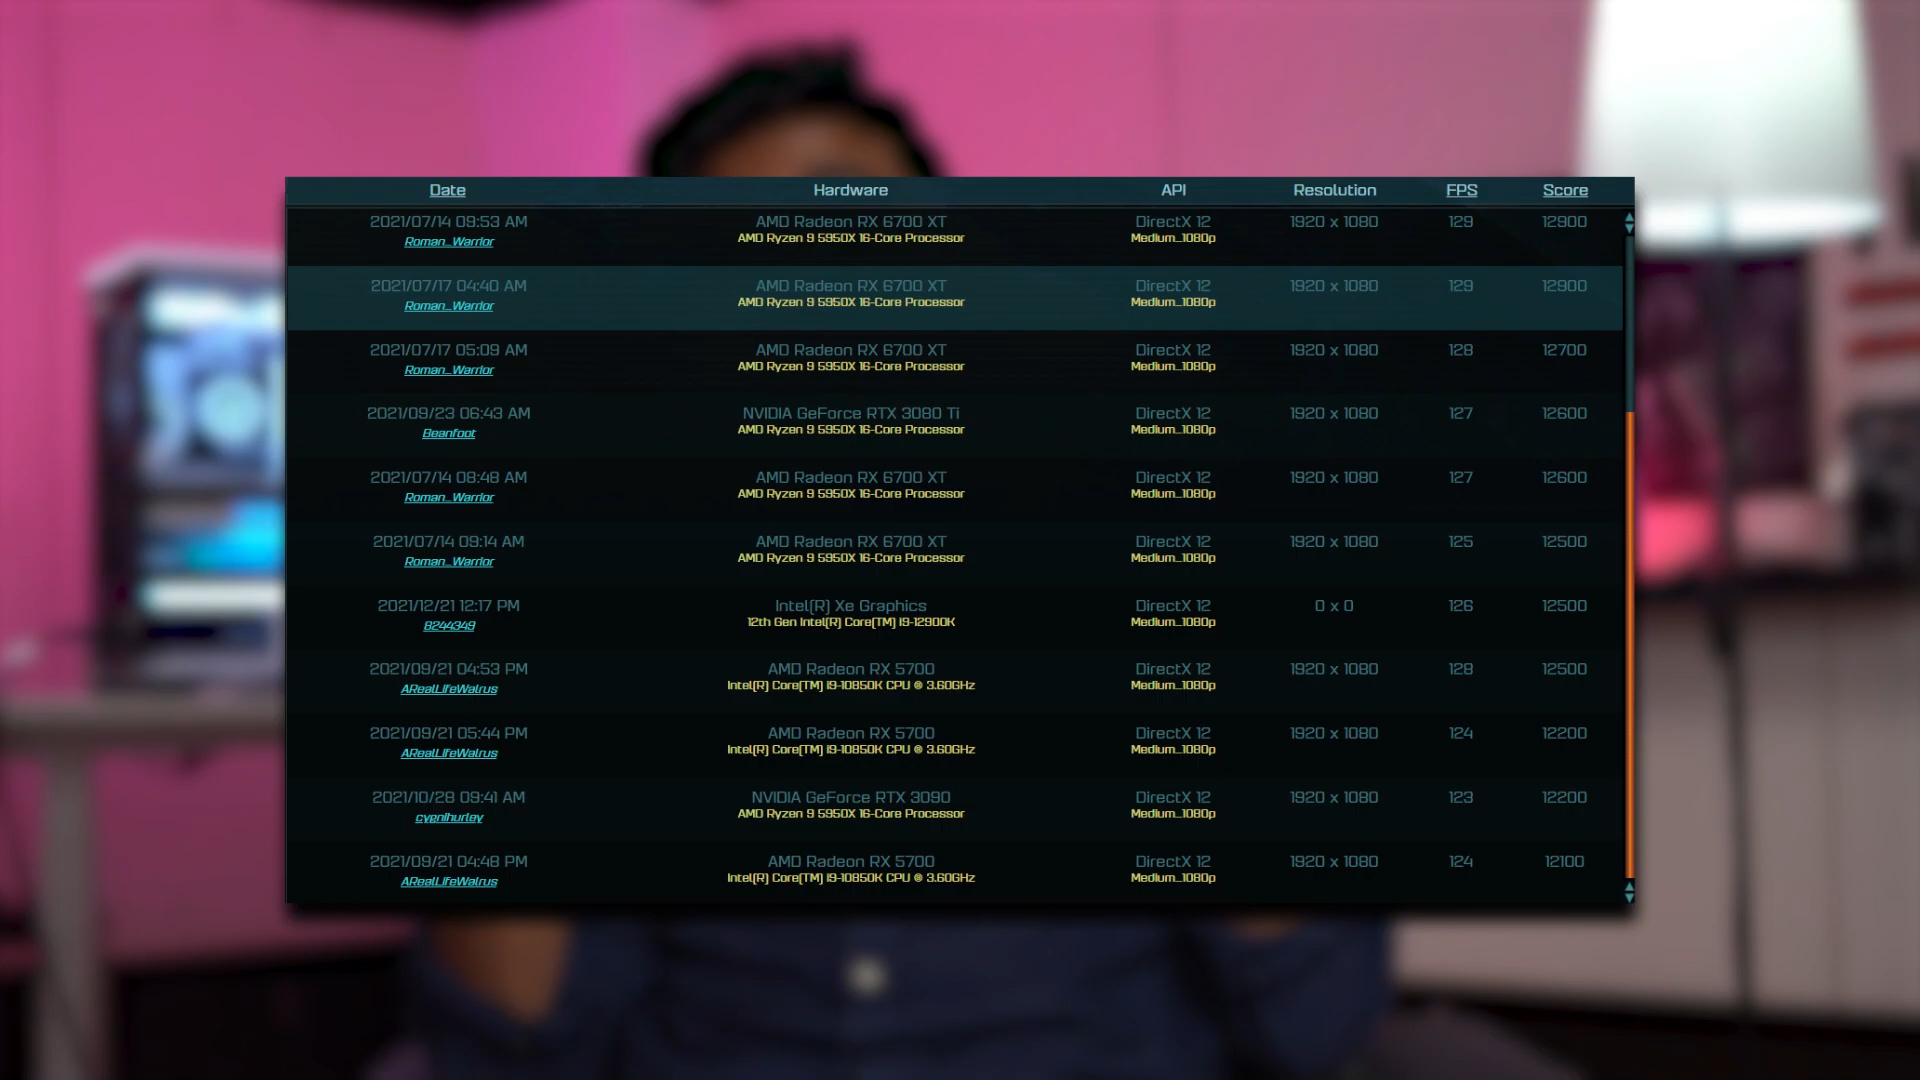 Date Hardware API Resolution FPS Score
2021/07/14 09:53 AM AMD Radeon RX 6700 XT DirectX 12 1920 x 1080 129 12900
Roman_Warrior AMD Ryzen 9 5950X 16-Core Processor Medium_1080p
2021/07/17 04:40 AM AMD Radeon RX 6700 XT DirectX 12 1920 x 1080 129 12900
Roman_Warrior AMD Ryzen 9 5950X 16-Core Processor Medium_1080p
2021/07/17 05:09 AM AMD Radeon RX 6700 XT DirectX 12 1920 x 1080 128 12700
Roman_Warrior AMD Ryzen 9 5950X 16-Core Processor Medium_1080p
2021/09/23 06:43 AM NVIDIA GeForce RTX 3080 Ti DirectX 12 1920 x 1080 127 12600
Beanfoot AMD Ryzen 9 5950X 16-Core Processor Medium_1080p
2021/07/14 08:48 AM AMD Radeon RX 6700 XT DirectX 12 1920 x 1080 127 12600
Roman_Warrior AMD Ryzen 9 5950X 16-Core Processor Medium_1080p
2021/07/14 09:14 AM AMD Radeon RX 6700 XT DirectX 12 1920 x 1080 125 12500
Roman_Warrior AMD Ryzen 9 5950X 16-Core Processor Medium_1080p
2021/12/21 12:17 PM Intel(R) Xe Graphics DirectX 12 0 x 0 126 12500
8244349 12th Gen Intel(R) Core(TM) i9-12900K Medium_1080p
2021/09/21 04:53 PM AMD Radeon RX 5700 DirectX 12 1920 x 1080 128 12500
ARealLifeWalrus Intel(R) Core(TM) i9-10850K CPU @ 3.60GHz Medium_1080p
2021/09/21 05:44 PM AMD Radeon RX 5700 DirectX 12 1920 x 1080 124 12200
ARealLifeWalrus Intel(R) Core(TM) i9-10850K CPU @ 3.60GHz Medium_1080p
2021/10/28 09:41 AM NVIDIA GeForce RTX 3090 DirectX 12 1920 x 1080 123 12200
cygnihurley AMD Ryzen 9 5950X 16-Core Processor Medium_1080p
2021/09/21 04:48 PM AMD Radeon RX 5700 DirectX 12 1920 x 1080 124 12100
ARealLifeWalrus Intel(R) Core(TM) i9-10850K CPU @ 3.60GHz Medium_1080p